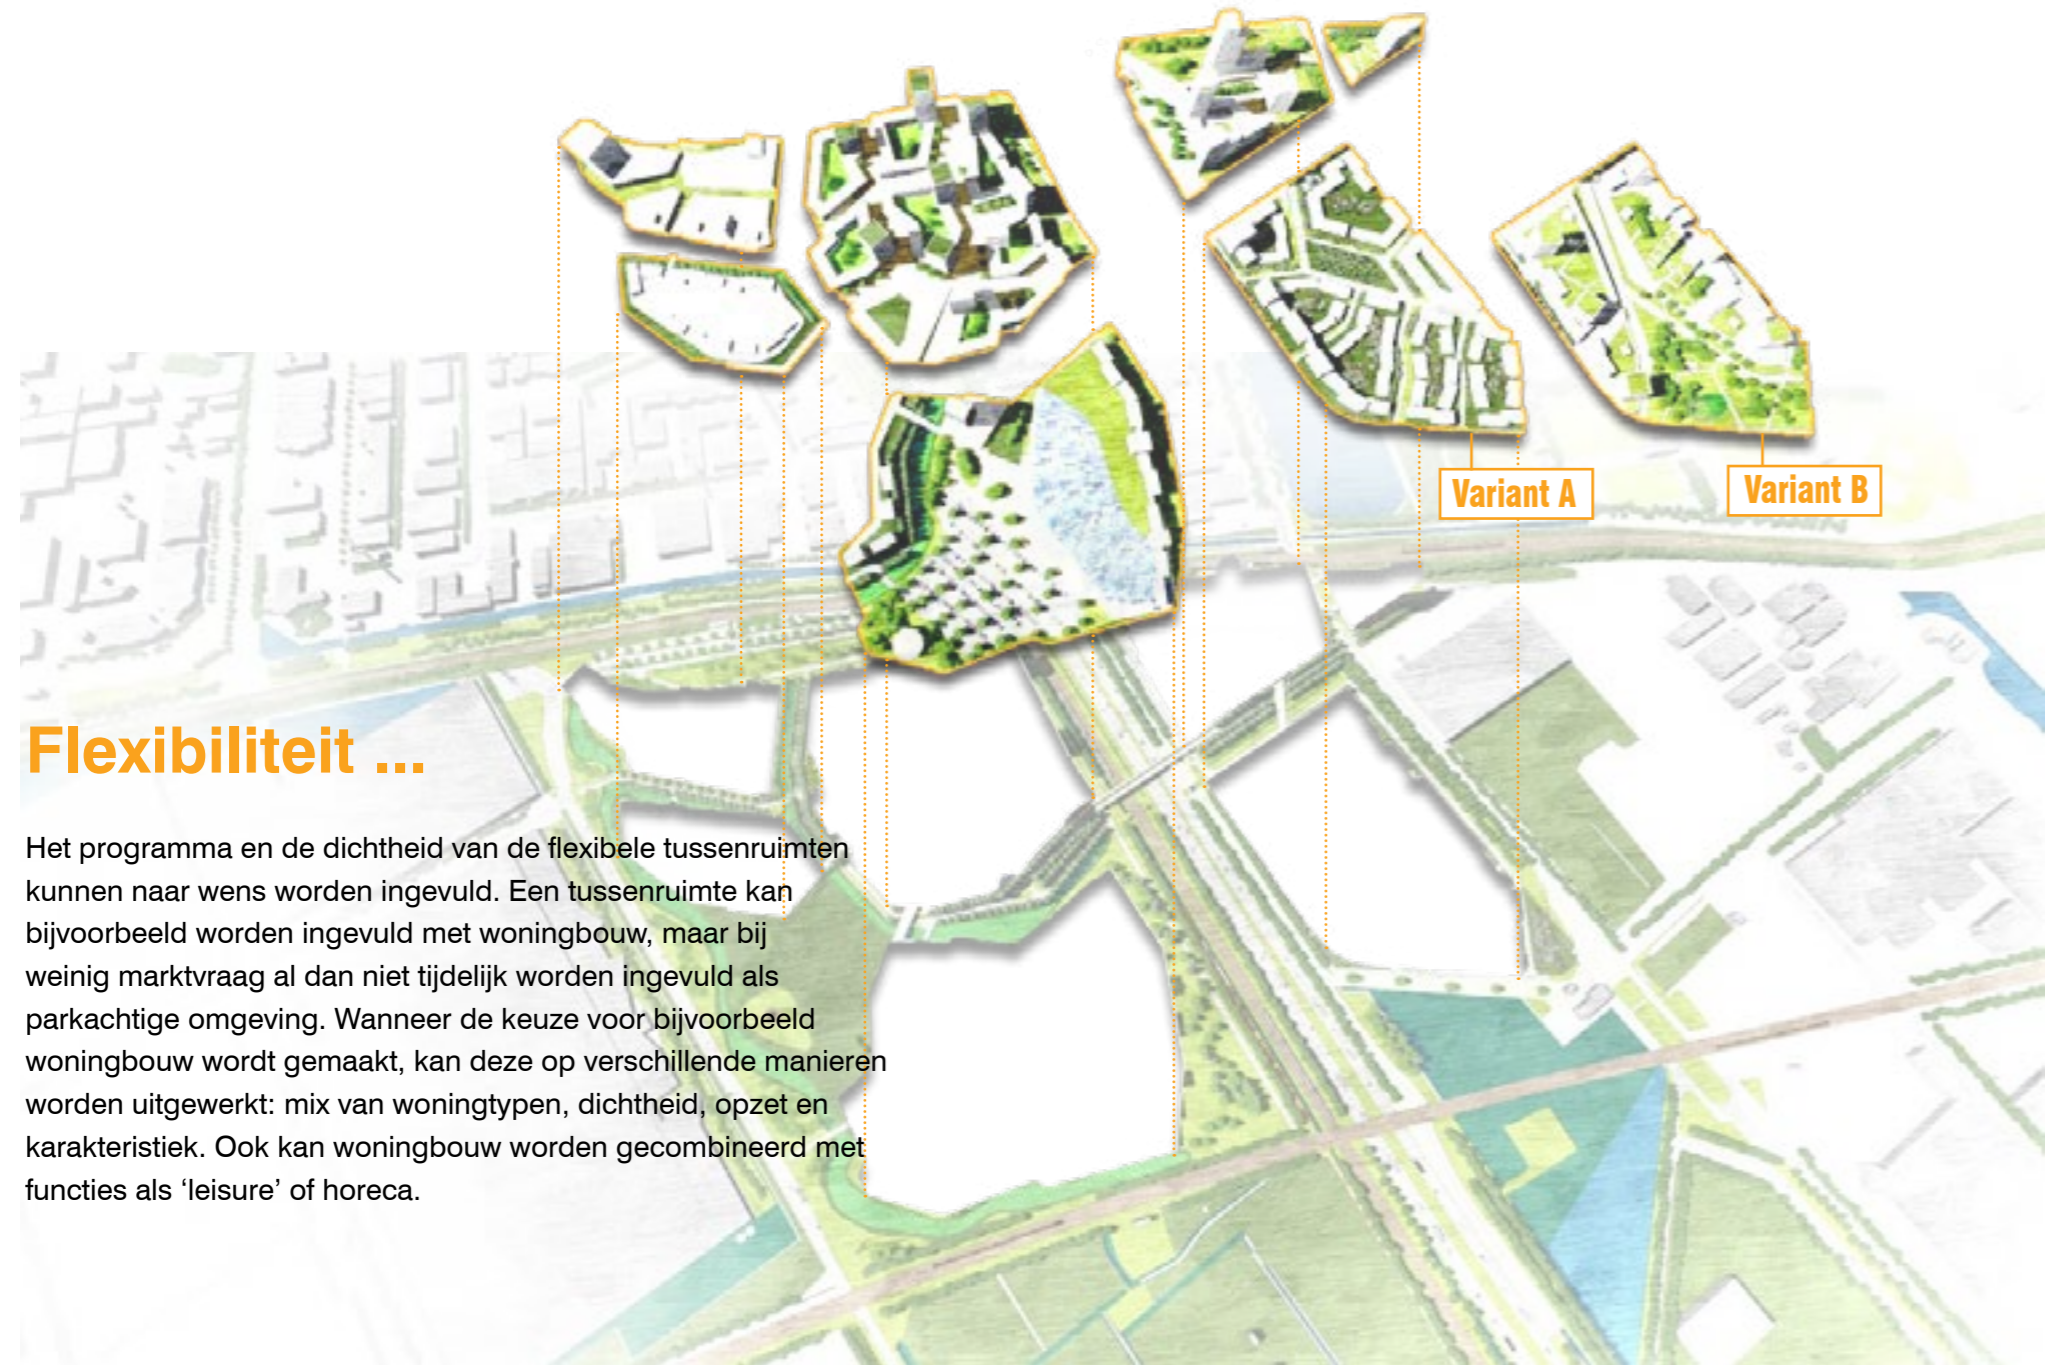 Variant A
Variant B
Flexibiliteit ...
Het programma en de dichtheid van de flexibele tussenruimten
kunnen naar wens worden ingevuld. Een tussenruimte kan
bijvoorbeeld worden ingevuld met woningbouw, maar bij
weinig marktvraag al dan niet tijdelijk worden ingevuld als
parkachtige omgeving. Wanneer de keuze voor bijvoorbeeld
woningbouw wordt gemaakt, kan deze op verschillende manieren
worden uitgewerkt: mix van woningtypen, dichtheid, opzet en
karakteristiek. Ook kan woningbouw worden gecombineerd met
functies als ‘leisure’ of horeca.